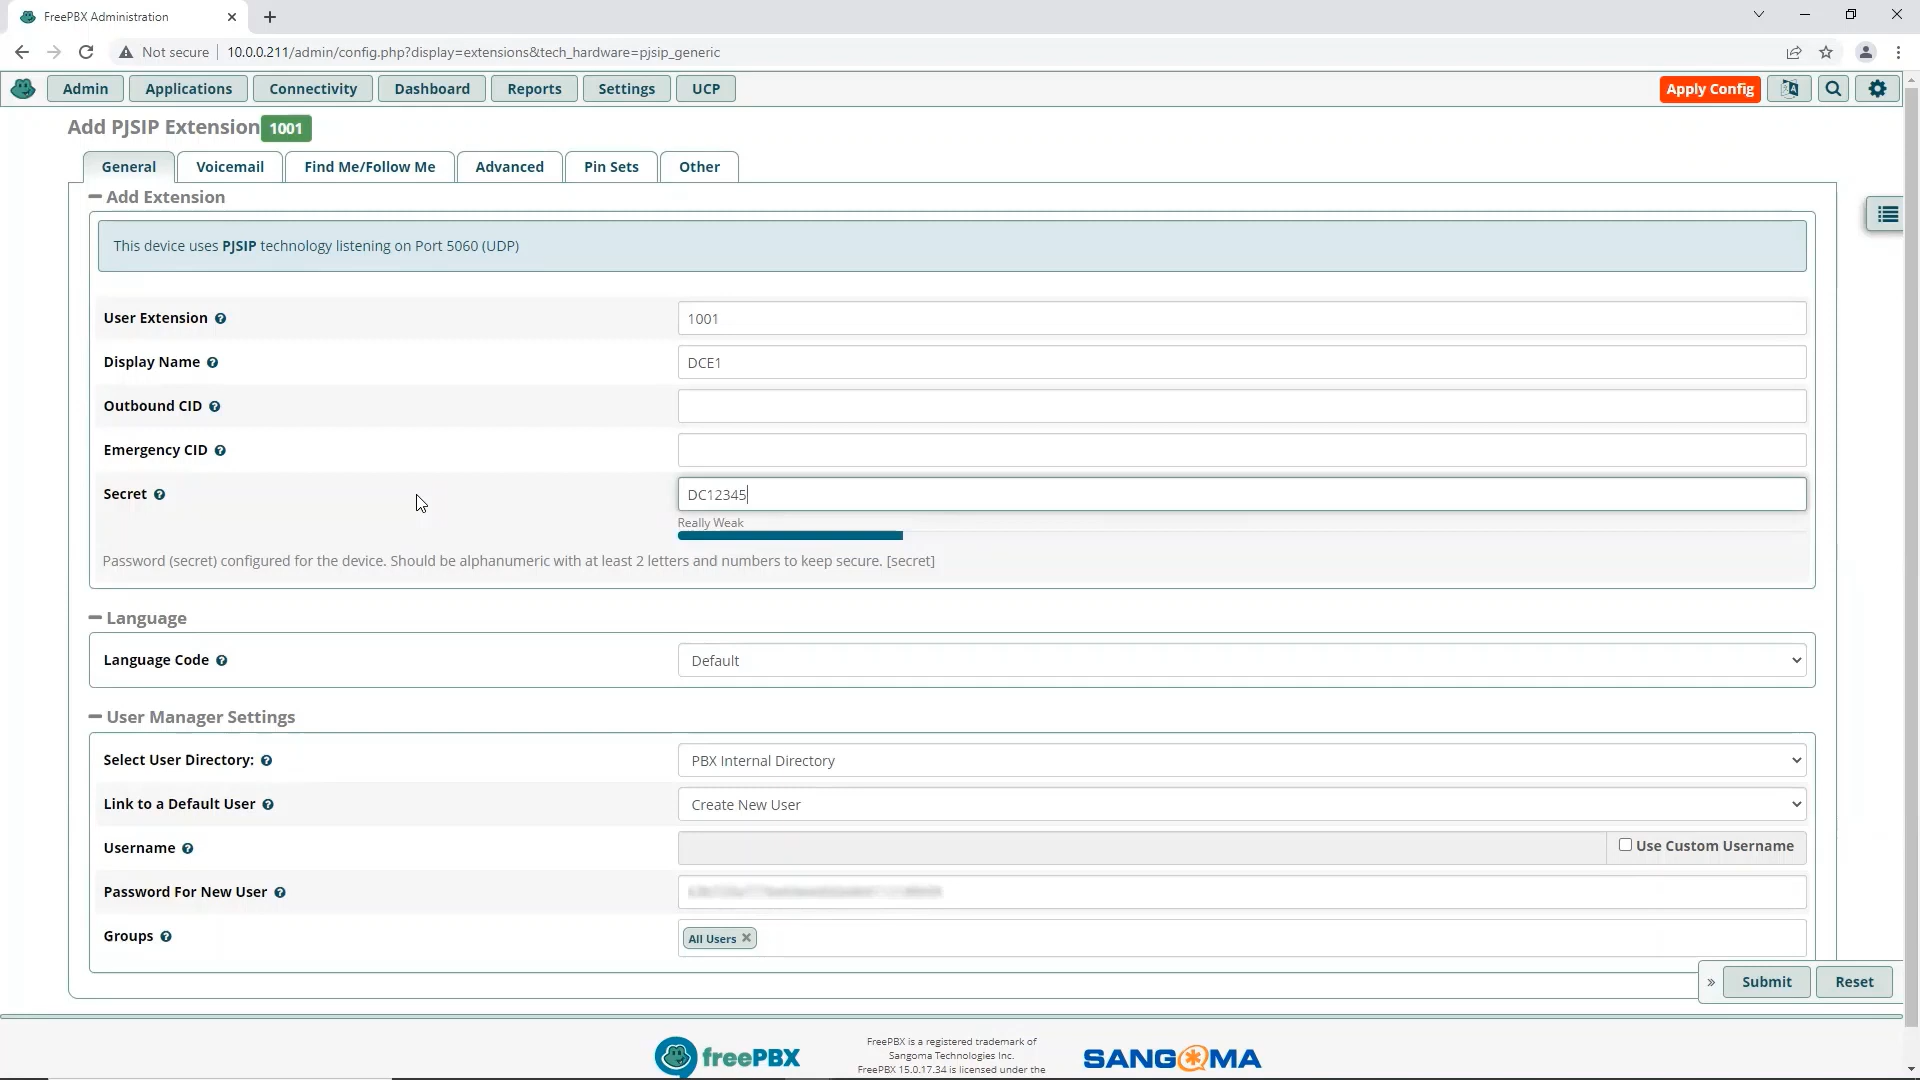 FreePBX Administration
Not secure
10.0.0.211/admin/config.php?display=extensions&tech_hardware=pjsip_generic
Admin
Applications
Connectivity
Dashboard
Reports
Settings
UCP
Apply Config
Add PJSIP Extension 1001
General
Voicemail
Find Me/Follow Me
Advanced
Pin Sets
Other
Add Extension
This device uses PJSIP technology listening on Port 5060 (UDP)
User Extension
1001
Display Name
DCE1
Outbound CID
Emergency CID
Secret
DC12345
Really Weak
Password (secret) configured for the device. Should be alphanumeric with at least 2 letters and numbers to keep secure. [secret]
Language
Language Code
Default
User Manager Settings
Select User Directory:
PBX Internal Directory
Link to a Default User
Create New User
Username
Use Custom Username
Password For New User
Groups
All Users
» Submit Reset
freePBX
FreePBX is a registered trademark of
Sangoma Technologies Inc.
FreePBX 15.0.17.34 is licensed under the
SANGOMA